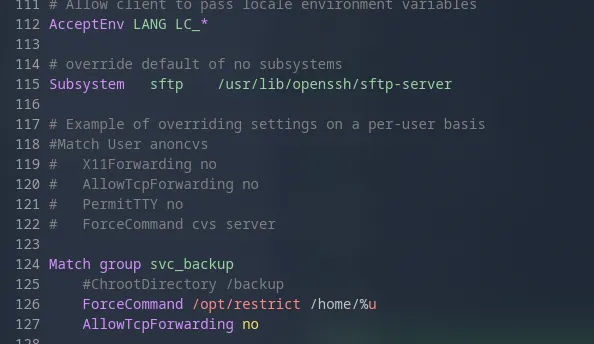 111 # Allow client to pass locale environment variables
112 AcceptEnv LANG LC_*
113
114 # override default of no subsystems
115 Subsystem   sftp    /usr/lib/openssh/sftp-server
116
117 # Example of overriding settings on a per-user basis
118 #Match User anoncvs
119 #   X11Forwarding no
120 #   AllowTcpForwarding no
121 #   PermitTTY no
122 #   ForceCommand cvs server
123
124 Match group svc_backup
125     #ChrootDirectory /backup
126     ForceCommand /opt/restrict /home/%u
127     AllowTcpForwarding no
128